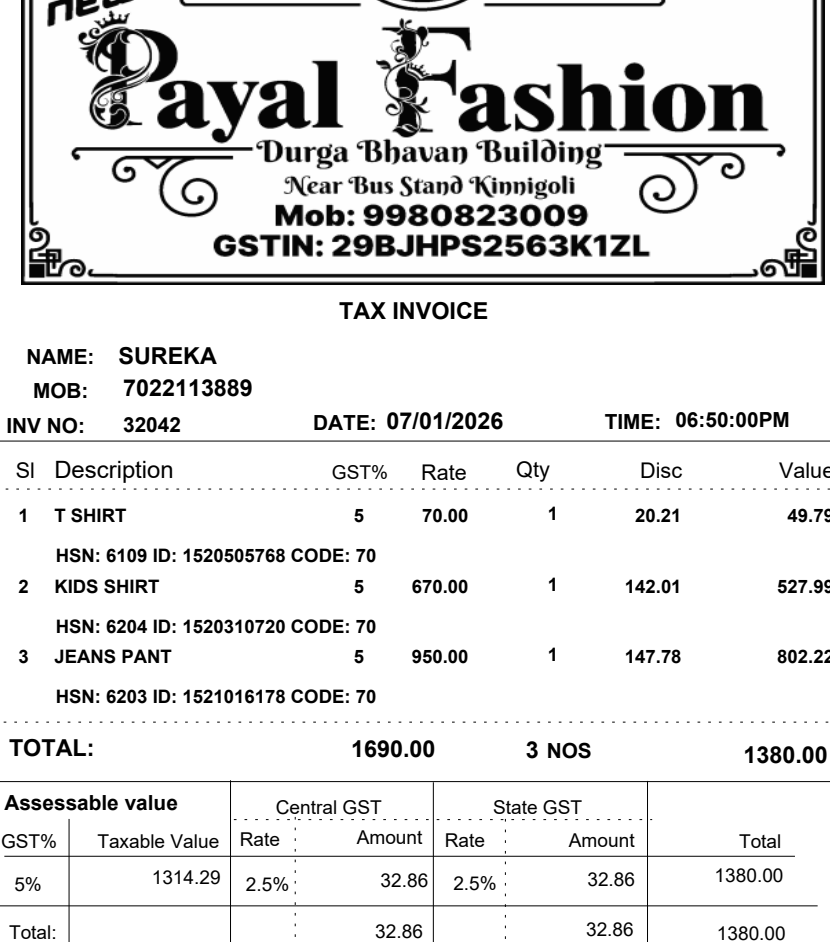 new
Payal Fashion
Durga Bhavan Building
Near Bus Stand Kinnigoli
Mob: 9980823009
GSTIN: 29BJHPS2563K1ZL
TAX INVOICE
NAME: SUREKA
MOB: 7022113889
INV NO: 32042 DATE: 07/01/2026 TIME: 06:50:00PM
Sl Description GST% Rate Qty Disc Value
1 T SHIRT 5 70.00 1 20.21 49.79
HSN: 6109 ID: 1520505768 CODE: 70
2 KIDS SHIRT 5 670.00 1 142.01 527.99
HSN: 6204 ID: 1520310720 CODE: 70
3 JEANS PANT 5 950.00 1 147.78 802.22
HSN: 6203 ID: 1521016178 CODE: 70
TOTAL: 1690.00 3 NOS 1380.00
Assessable value Central GST State GST
GST% Taxable Value Rate Amount Rate Amount Total
5% 1314.29 2.5% 32.86 2.5% 32.86 1380.00
Total: 32.86 32.86 1380.00